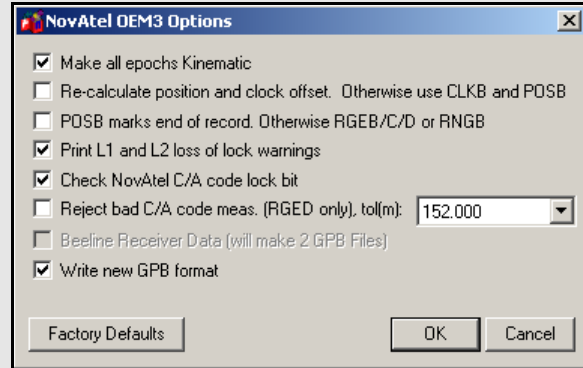 NovAtel OEM3 Options
Make all epochs Kinematic
Re-calculate position and clock offset. Otherwise use CLKB and POSB
POSB marks end of record. Otherwise RGEB/C/D or RNGB
Print L1 and L2 loss of lock warnings
Check NovAtel C/A code lock bit
Reject bad C/A code meas. (RGED only), tol(m): 152.000
Beeline Receiver Data (will make 2 GPB Files)
Write new GPB format
Factory Defaults OK Cancel